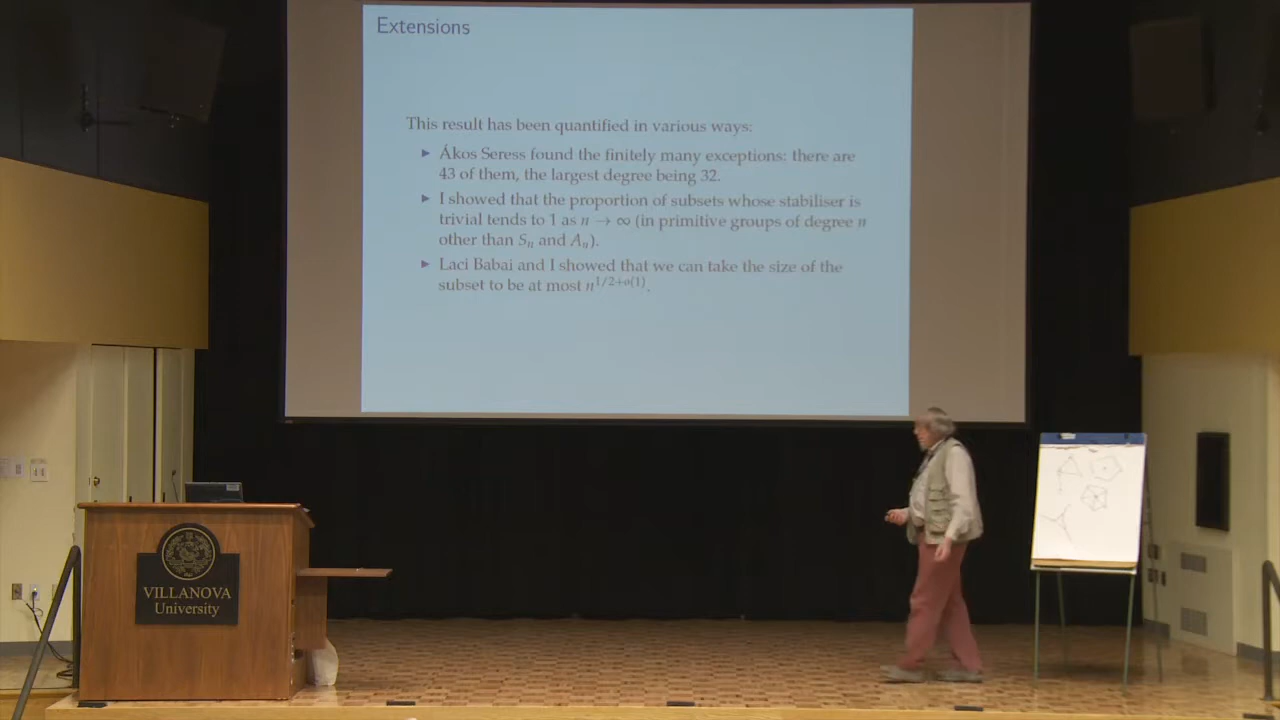 Extensions
This result has been quantified in various ways:
▶ Ákos Seress found the finitely many exceptions: there are
43 of them, the largest degree being 32.
▶ I showed that the proportion of subsets whose stabiliser is
trivial tends to 1 as n → ∞ (in primitive groups of degree n
other than Sₙ and Aₙ).
▶ Laci Babai and I showed that we can take the size of the
subset to be at most n^{1/2+o(1)}.
VILLANOVA
University